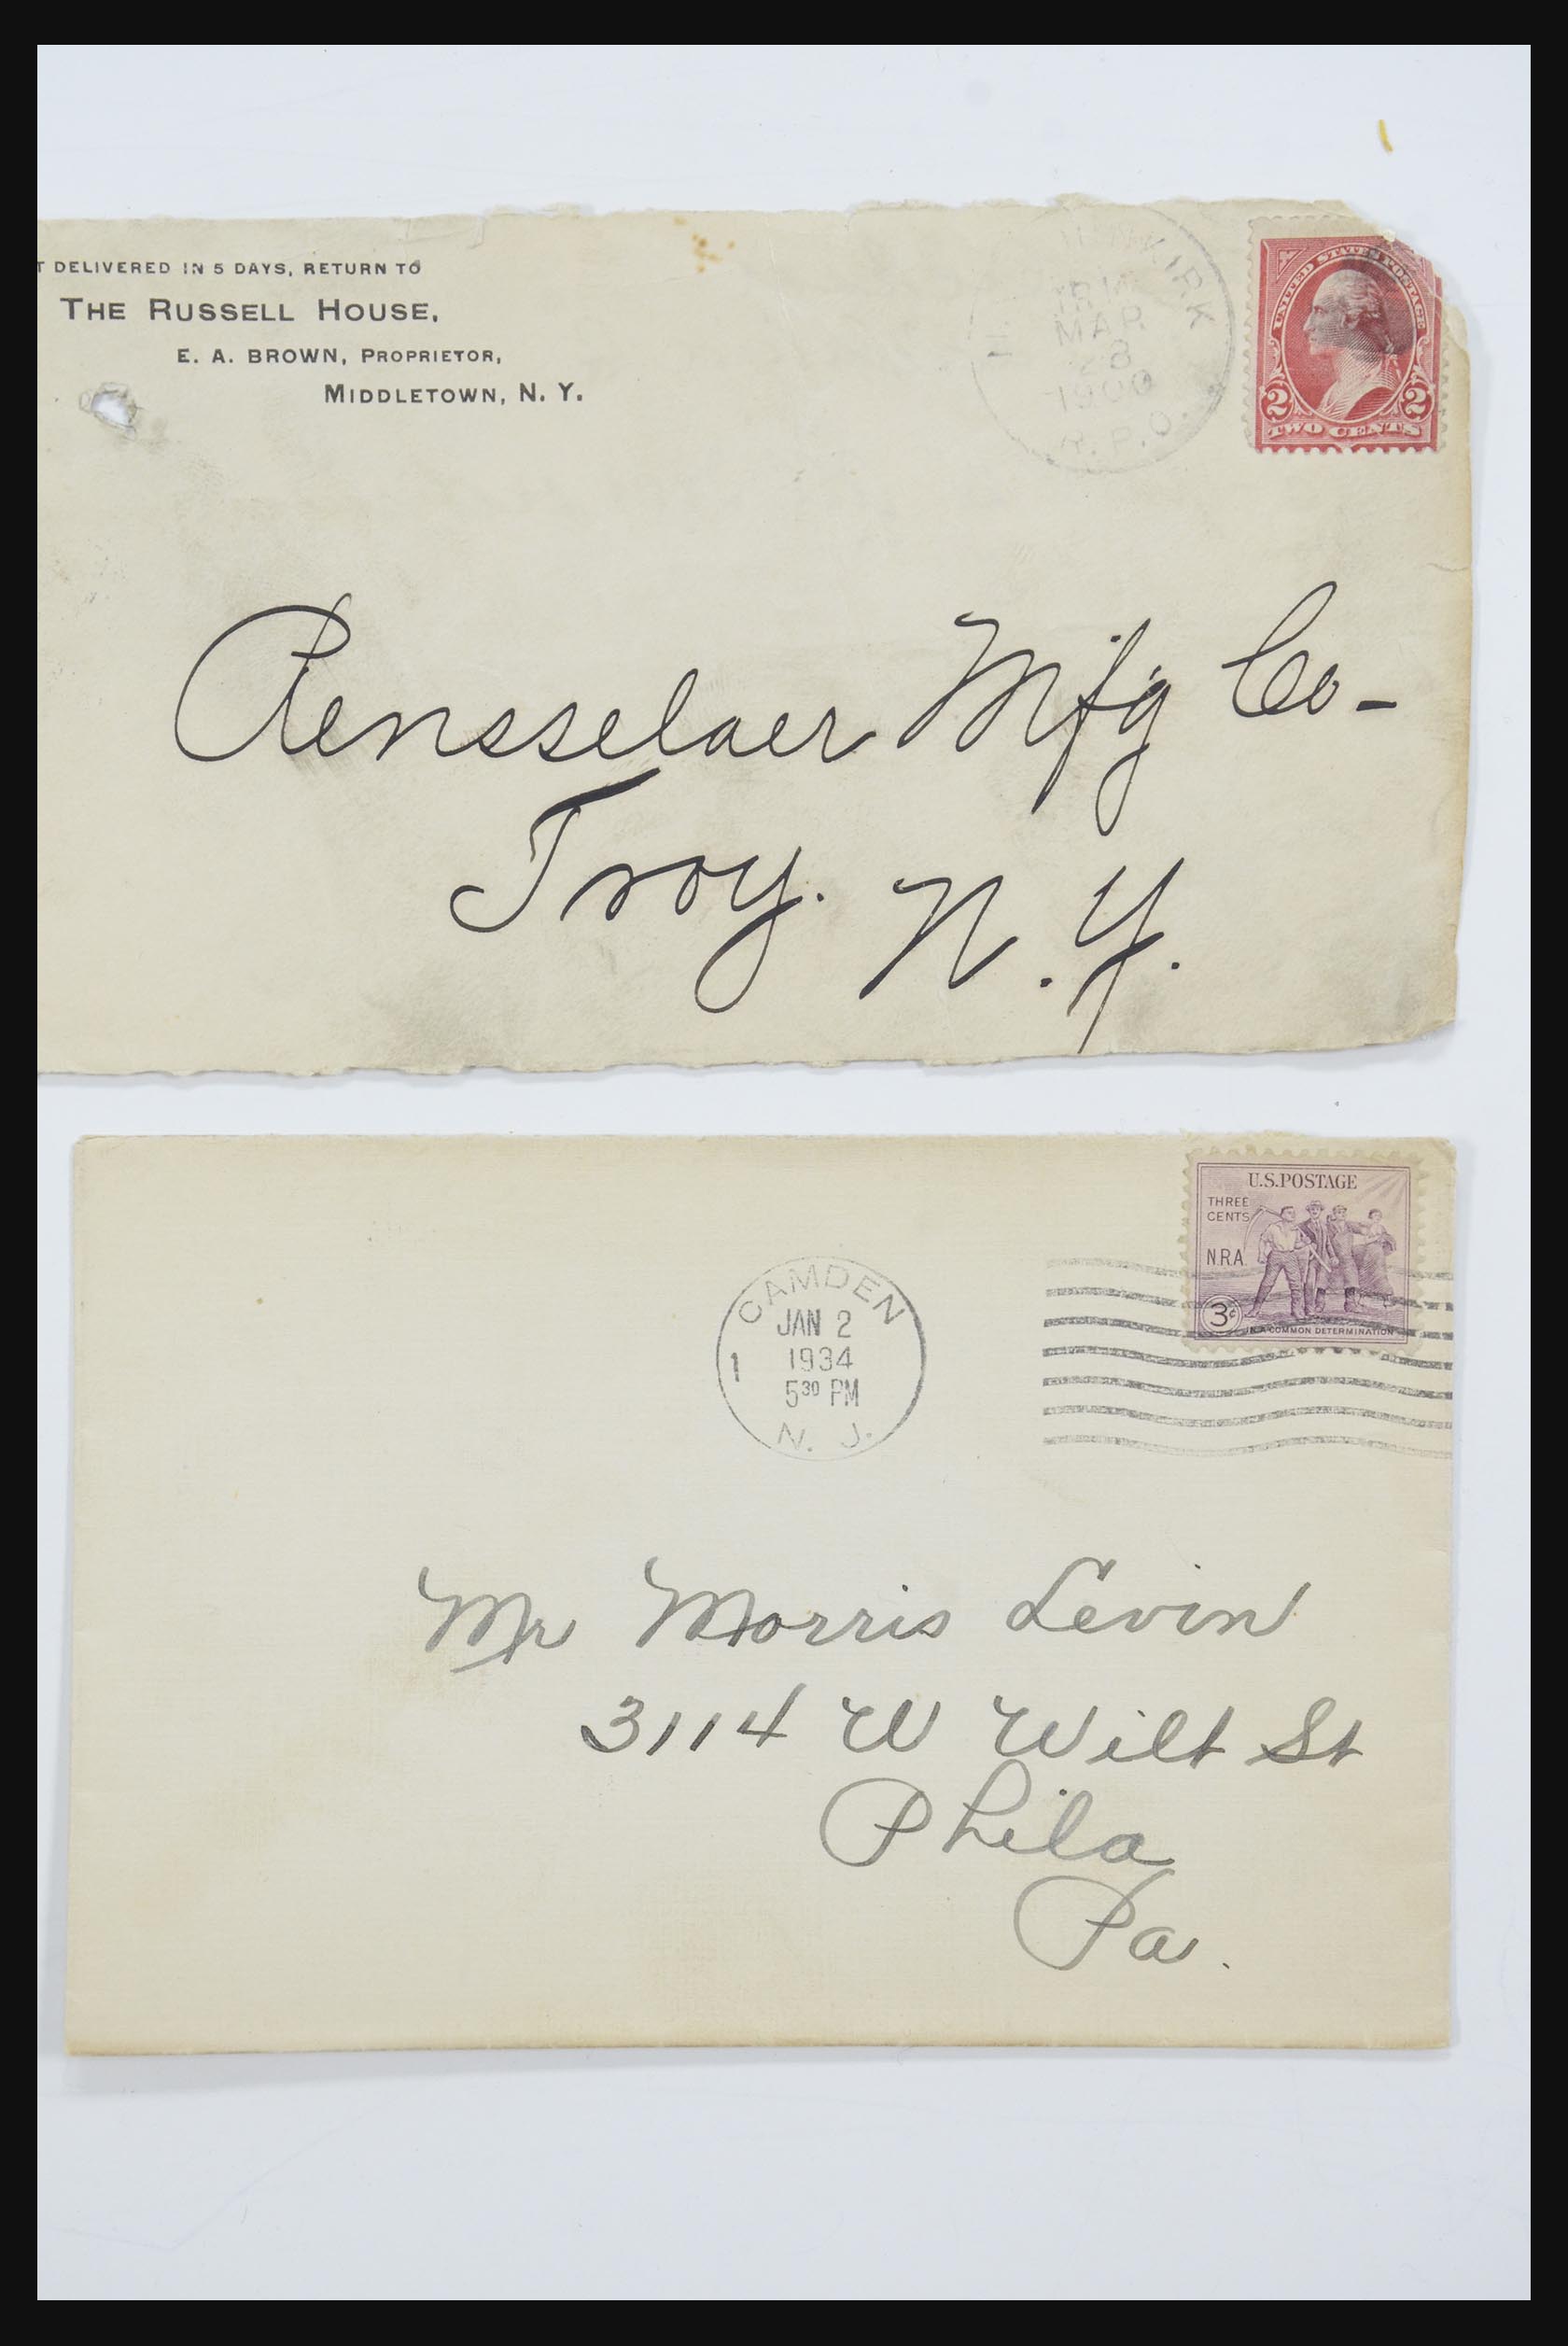 T DELIVERED IN 5 DAYS, RETURN TO
THE RUSSELL HOUSE,
E. A. BROWN, PROPRIETOR,
MIDDLETOWN, N. Y.
MAR
28
1900
R.P.O.
UNITED STATES POSTAGE
2 2
TWO CENTS
Rensselaer Mfg Co-
Troy. N.Y.
U.S.POSTAGE
THREE
CENTS
N.R.A.
3¢
IN A COMMON DETERMINATION
CAMDEN
JAN 2
1934
1
5³⁰ PM
N. J.
Mr Morris Levin
3114 W Wilt St
Phila
Pa.